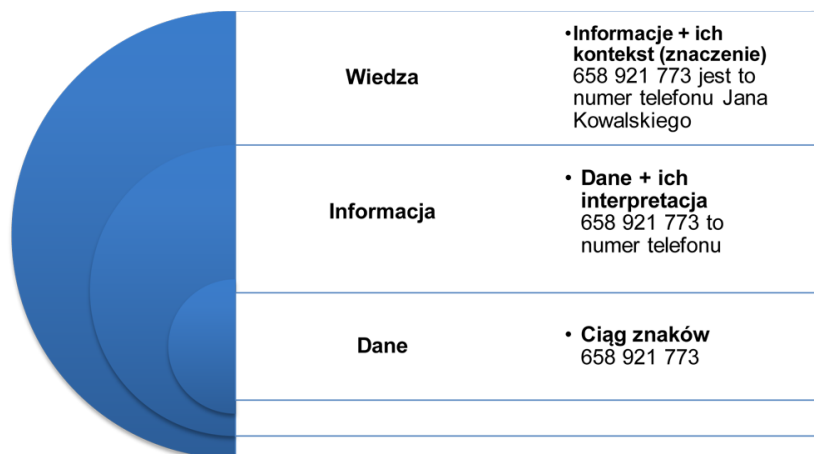 Wiedza
•Informacje + ich
kontekst (znaczenie)
658 921 773 jest to
numer telefonu Jana
Kowalskiego
Informacja
• Dane + ich
interpretacja
658 921 773 to
numer telefonu
Dane
• Ciąg znaków
658 921 773